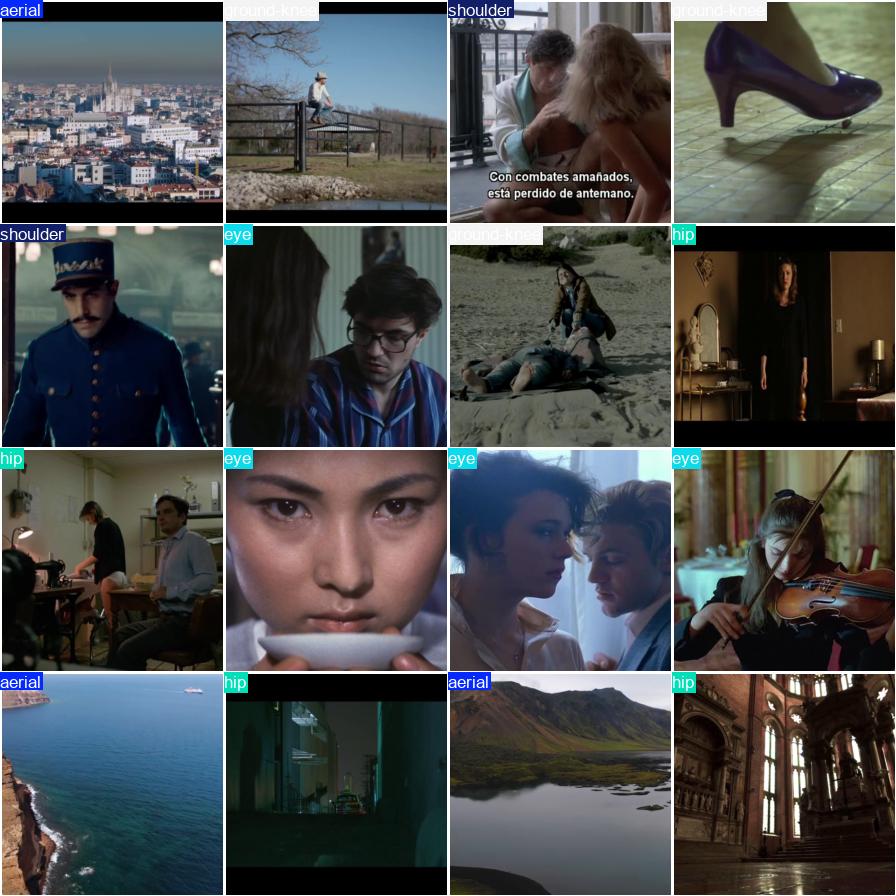 aerial
ground-knee
shoulder
ground-knee
Con combates amañados,
está perdido de antemano.
shoulder
eye
ground-knee
hip
hip
eye
eye
eye
aerial
hip
aerial
hip